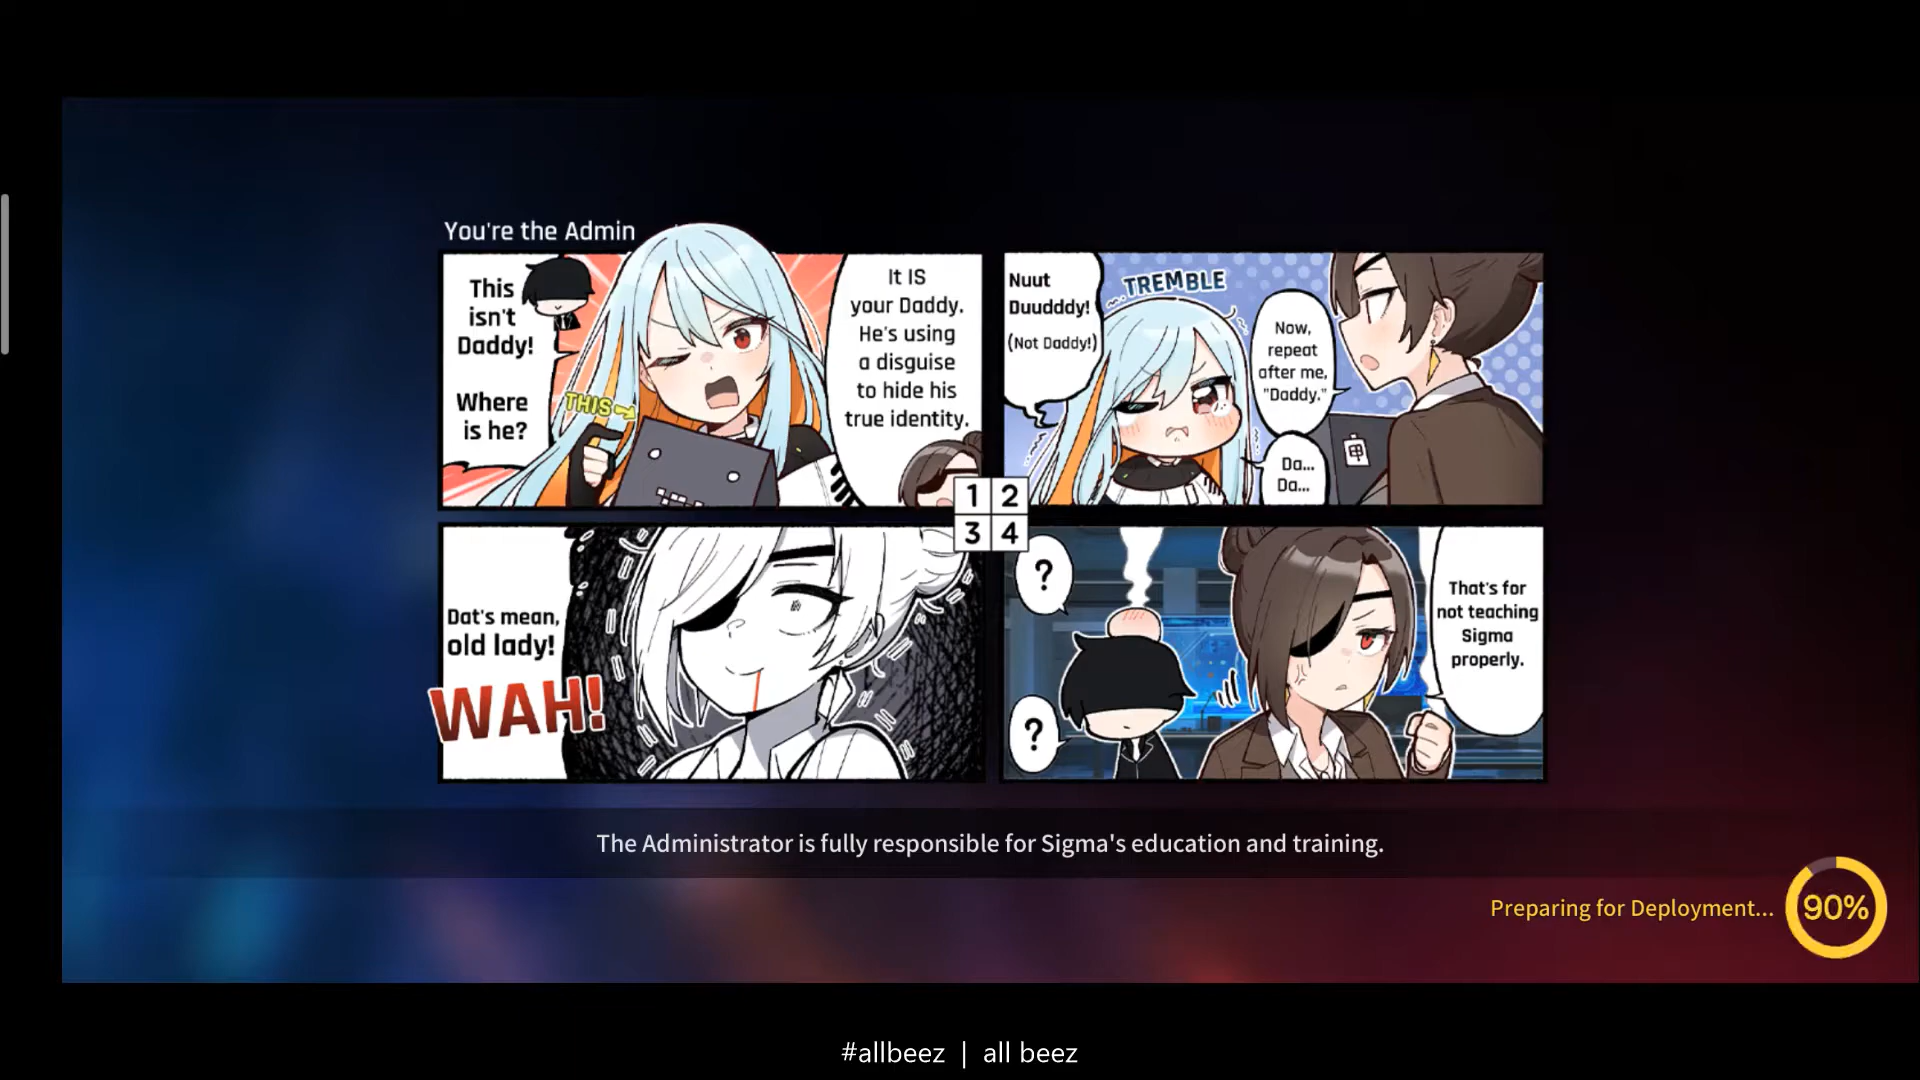 You're the Admin
This
isn't
Daddy!
Where
is he?
THIS
It IS
your Daddy.
He's using
a disguise
to hide his
true identity.
Nuut
Duudddy!
(Not Daddy!)
TREMBLE
Now,
repeat
after me,
"Daddy."
Da...
Da...
甲
1 2
3 4
Dat's mean,
old lady!
WAH!
?
?
That's for
not teaching
Sigma
properly.
The Administrator is fully responsible for Sigma's education and training.
Preparing for Deployment...
90%
#allbeez | all beez